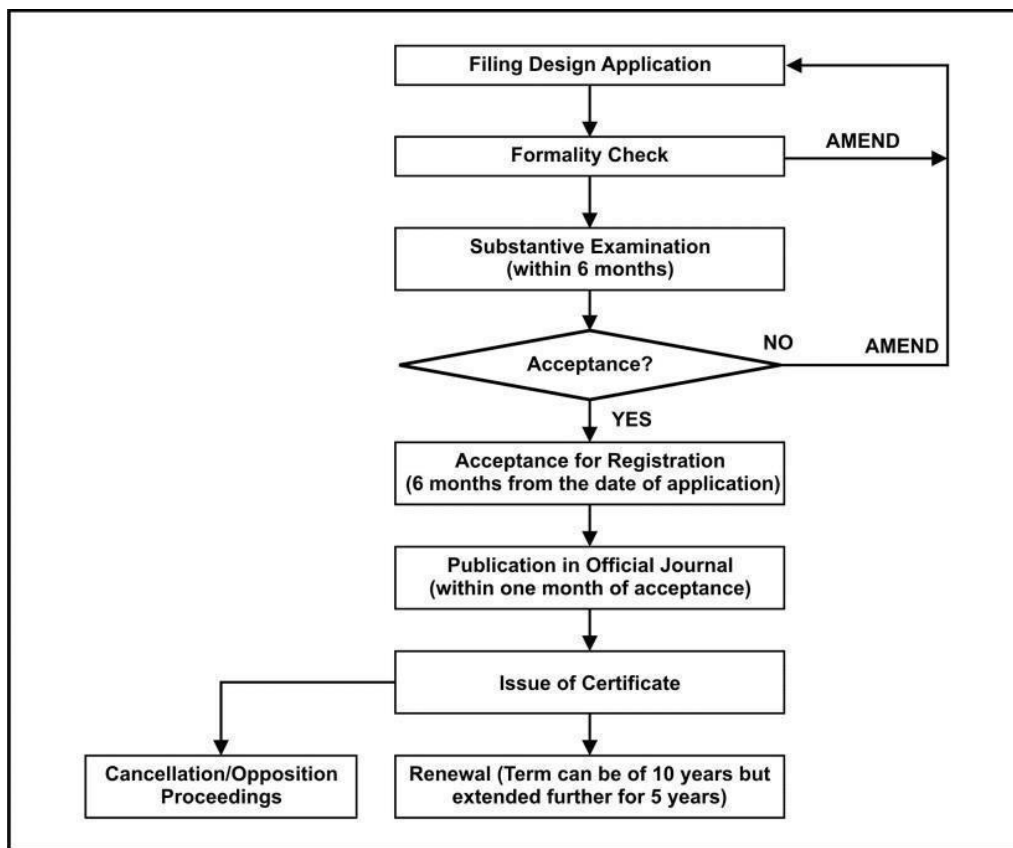 Filing Design Application
Formality Check
AMEND
Substantive Examination
(within 6 months)
Acceptance?
NO
AMEND
YES
Acceptance for Registration
(6 months from the date of application)
Publication in Official Journal
(within one month of acceptance)
Issue of Certificate
Cancellation/Opposition
Proceedings
Renewal (Term can be of 10 years but
extended further for 5 years)